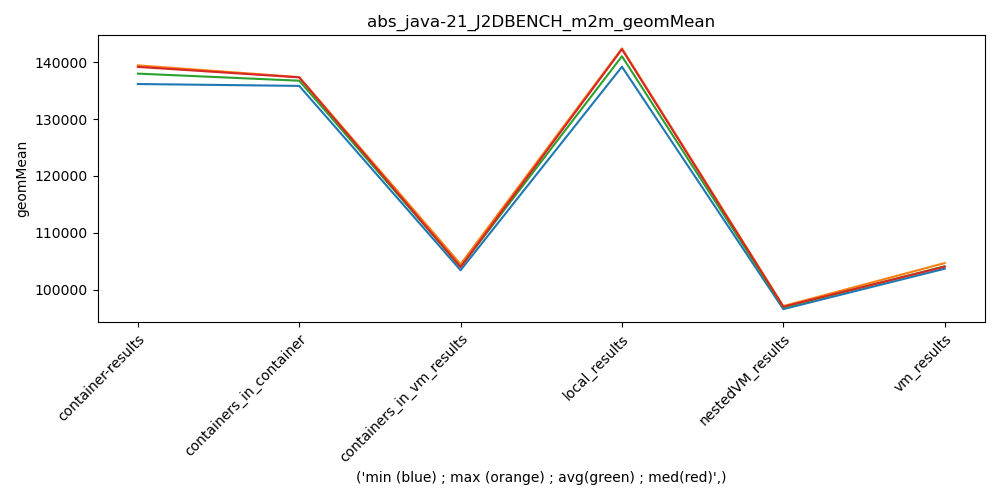 abs_java-21_J2DBENCH_m2m_geomMean
geomMean
140000
130000
120000
110000
100000
container-results
containers_in_container
containers_in_vm_results
local_results
nestedVM_results
vm_results
('min (blue) ; max (orange) ; avg(green) ; med(red)',)